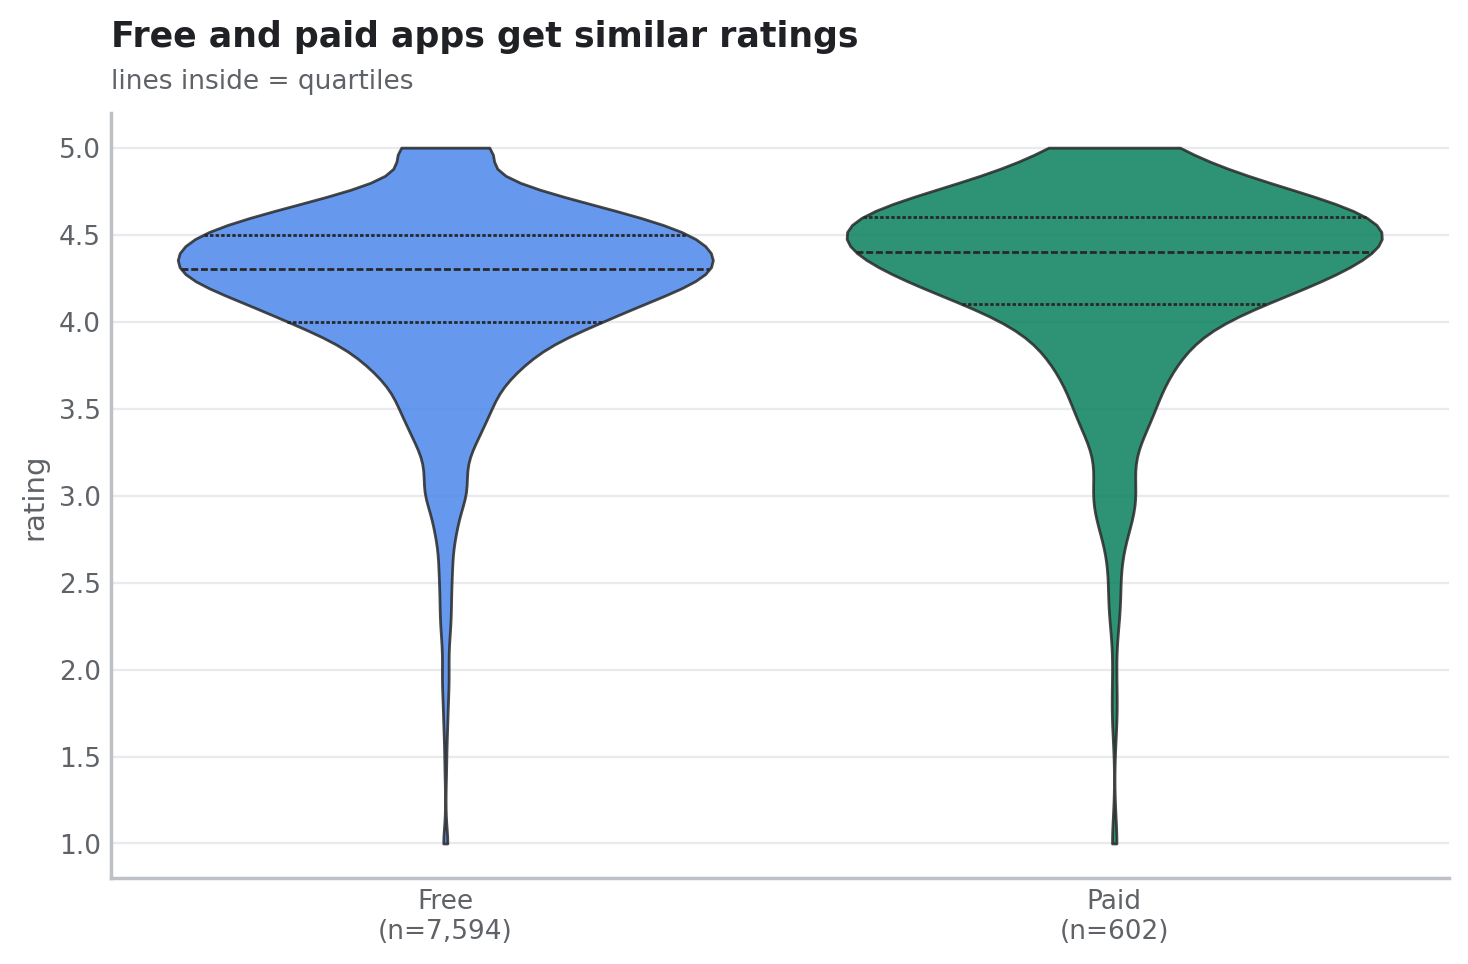 Free and paid apps get similar ratings
lines inside = quartiles
rating
5.0
4.5
4.0
3.5
3.0
2.5
2.0
1.5
1.0
Free
(n=7,594)
Paid
(n=602)